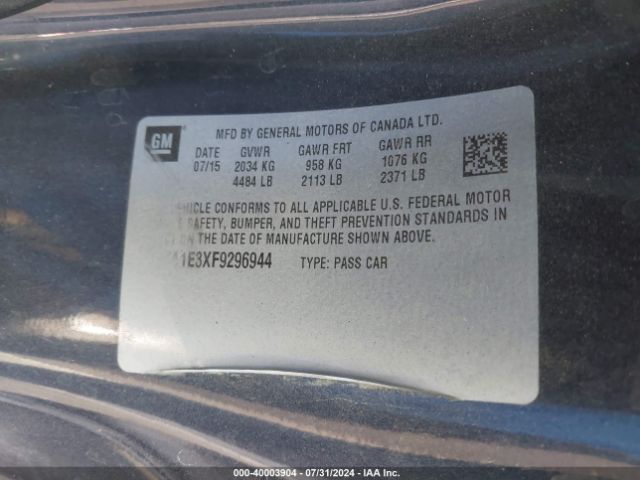 GM
MFD BY GENERAL MOTORS OF CANADA LTD.
DATE GVWR GAWR FRT GAWR RR
07/15 2034 KG 958 KG 1076 KG
4484 LB 2113 LB 2371 LB
VEHICLE CONFORMS TO ALL APPLICABLE U.S. FEDERAL MOTOR
SAFETY, BUMPER, AND THEFT PREVENTION STANDARDS IN
ON THE DATE OF MANUFACTURE SHOWN ABOVE.
1E3XF9296944 TYPE: PASS CAR
000-40003904 - 07/31/2024 - IAA Inc.